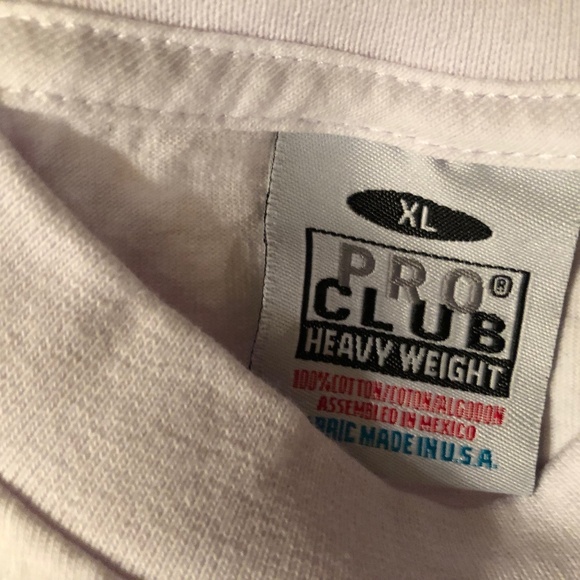 XL
PRO®
CLUB
HEAVY WEIGHT
100% COTTON/COTON/ALGODON
ASSEMBLED IN MEXICO
MADE IN U.S.A.